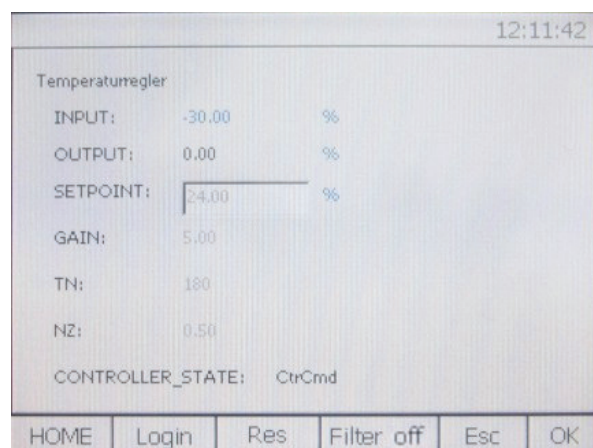 12:11:42
Temperaturregler
INPUT: -30.00 %
OUTPUT: 0.00 %
SETPOINT: 24.00 %
GAIN: 5.00
TN: 180
NZ: 0.50
CONTROLLER_STATE: CtrCmd
HOME Login Res Filter off Esc OK